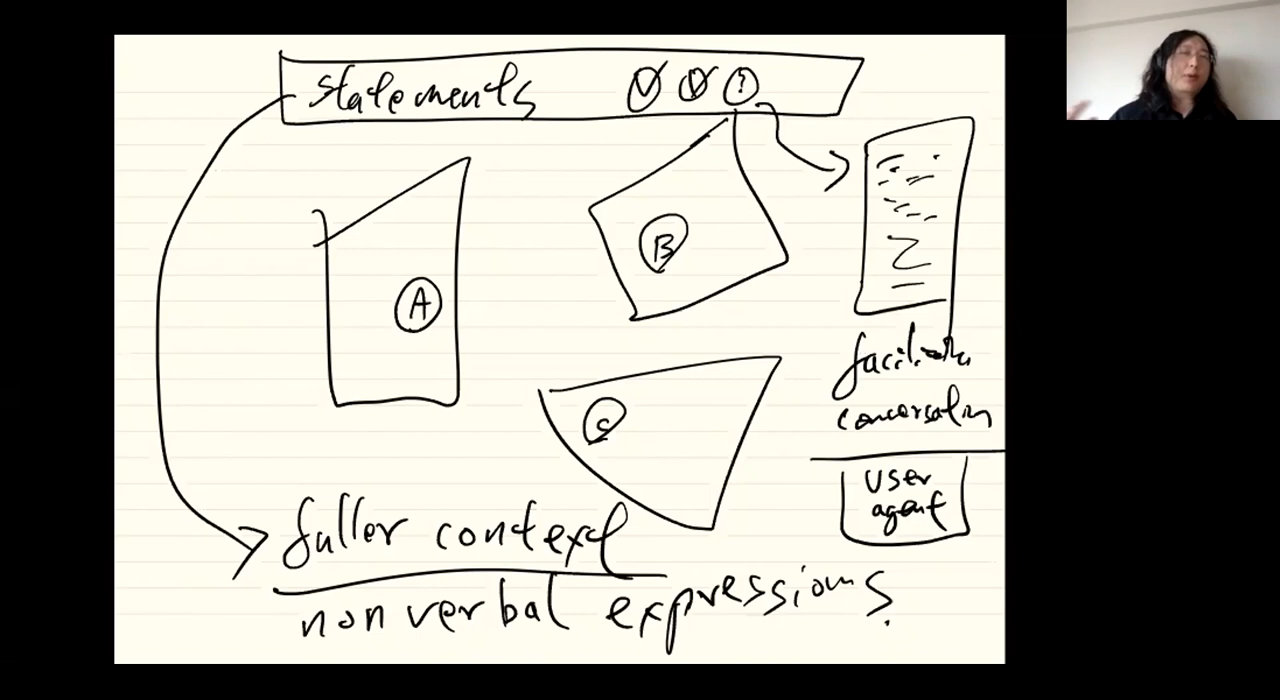 statements
?
A
B
C
facilitate
conversation
user
agent
fuller context
nonverbal expressions.